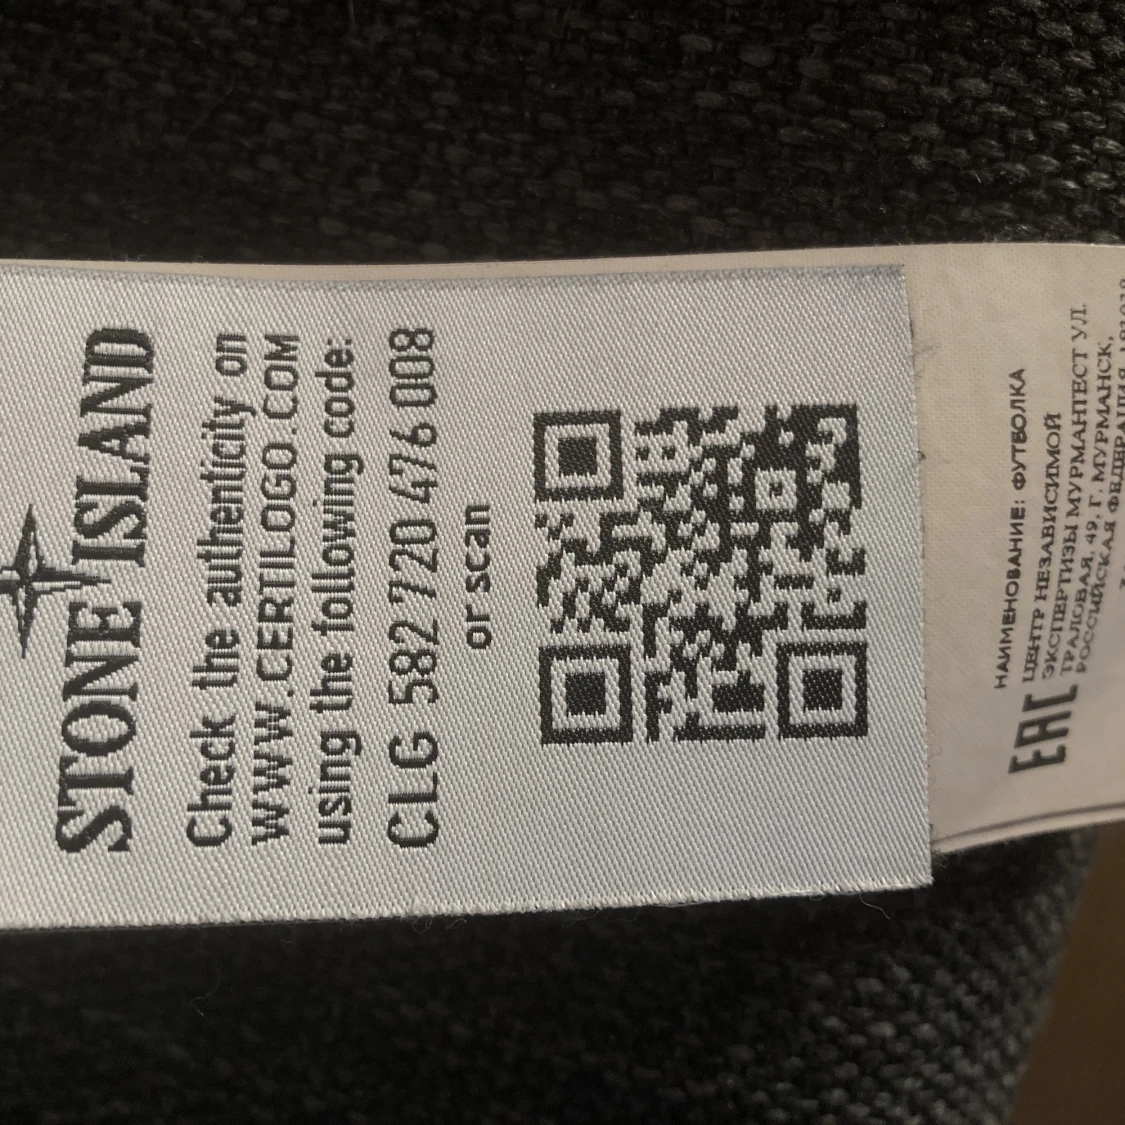 STONE ISLAND
Check the authenticity on
WWW.CERTILOGO.COM
using the following code:
CLG 582 720 476 008
or scan
НАИМЕНОВАНИЕ: ФУТБОЛКА
ЦЕНТР НЕЗАВИСИМОЙ
ЭКСПЕРТИЗЫ МУРМАНТЕСТ УЛ.
ТРАЛОВАЯ, 49, Г. МУРМАНСК,
РОССИЙСКАЯ ФЕДЕРАЦИЯ,
EAC